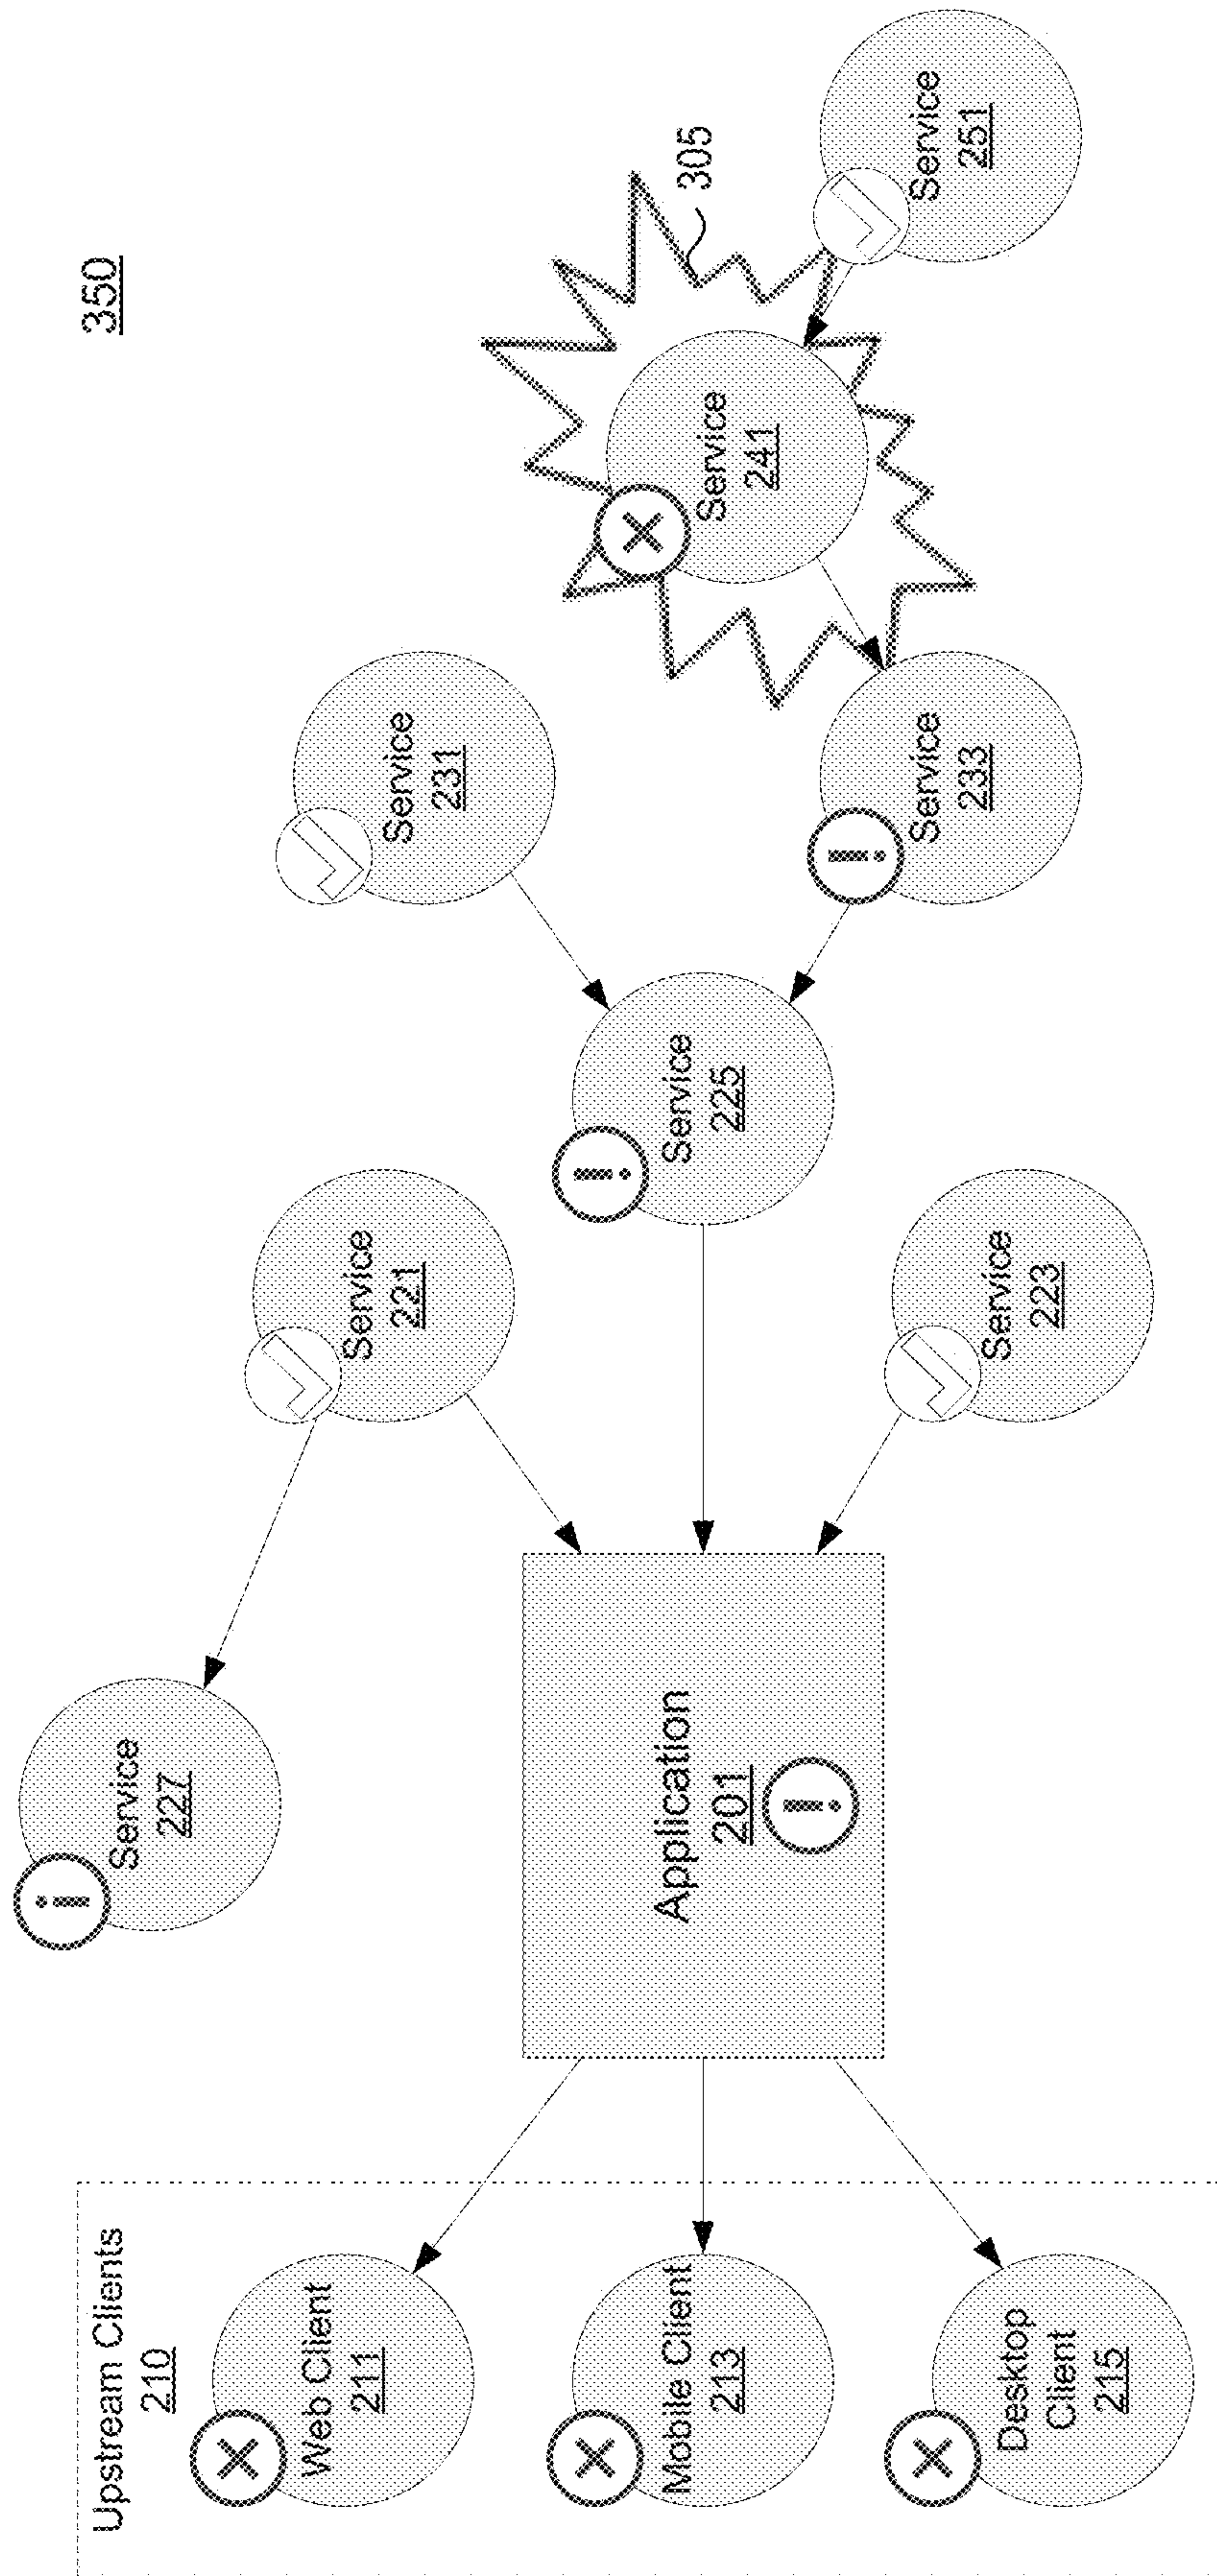 350
Upstream Clients
210
Web Client
211
Mobile Client
213
Desktop
Client
215
Application
201
Service
227
Service
221
Service
223
Service
225
Service
231
Service
233
Service
241
305
Service
251